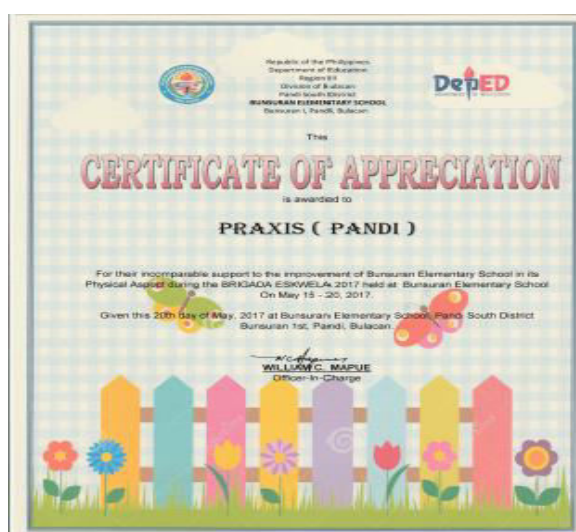 Republic of the Philippines
Department of Education
Region III
Division of Bulacan
Pandi South District
BUNSURAN ELEMENTARY SCHOOL
Bunsuran I, Pandi, Bulacan
DepED
This
CERTIFICATE OF APPRECIATION
is awarded to
PRAXIS ( PANDI )
For their incomparable support to the improvement of Bunsuran Elementary School in its
Physical Aspect during the BRIGADA ESKWELA 2017 held at Bunsuran Elementary School
On May 15 - 20, 2017.
Given this 20th day of May, 2017 at Bunsuran Elementary School, Pandi South District
Bunsuran 1st, Pandi, Bulacan.
WILLIAM C. MAPUE
Officer-In-Charge